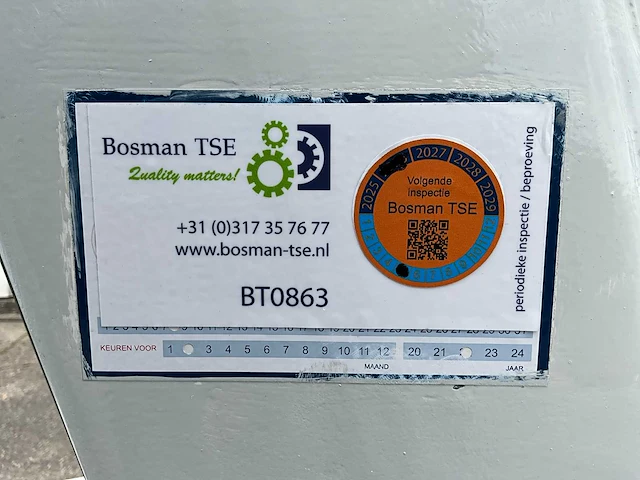 Bosman TSE
Quality matters!
+31 (0)317 35 76 77
www.bosman-tse.nl
BT0863
2025 2027 2028 2029
Volgende
inspectie
Bosman TSE
periodieke inspectie / beproeving
KEUREN VOOR 1 3 4 5 6 7 8 9 10 11 12 20 21 23 24
MAAND JAAR